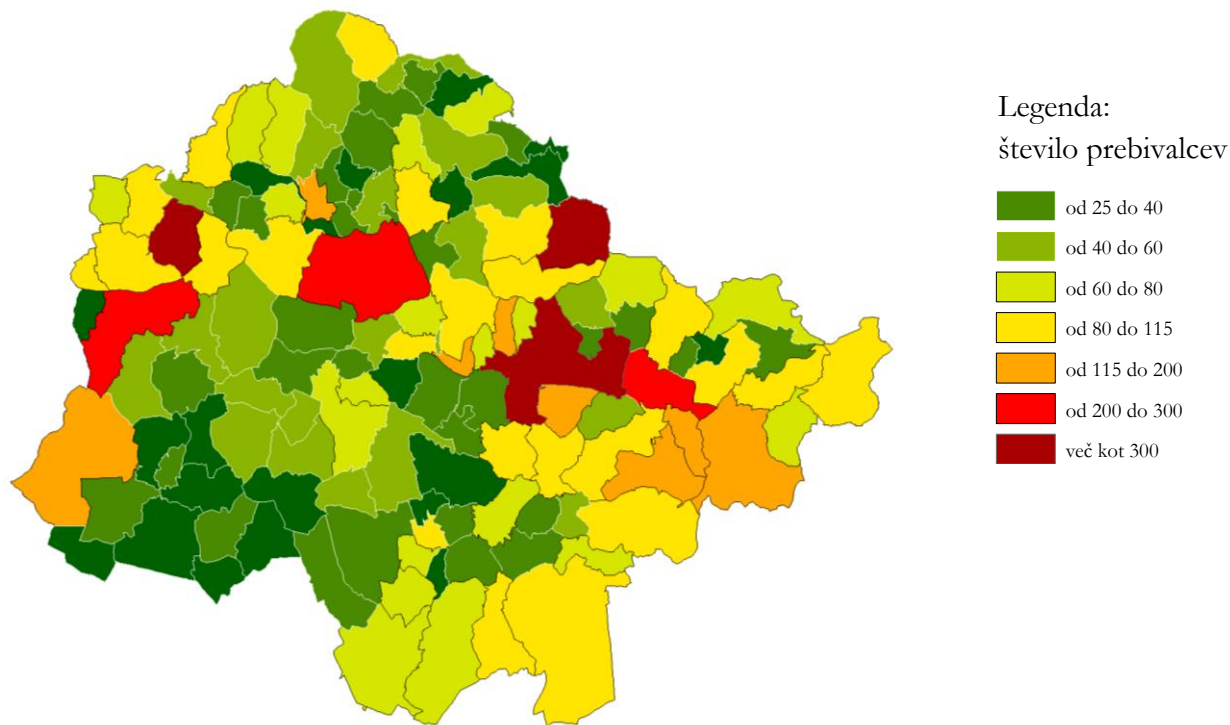 Legenda:
število prebivalcev
od 25 do 40
od 40 do 60
od 60 do 80
od 80 do 115
od 115 do 200
od 200 do 300
več kot 300